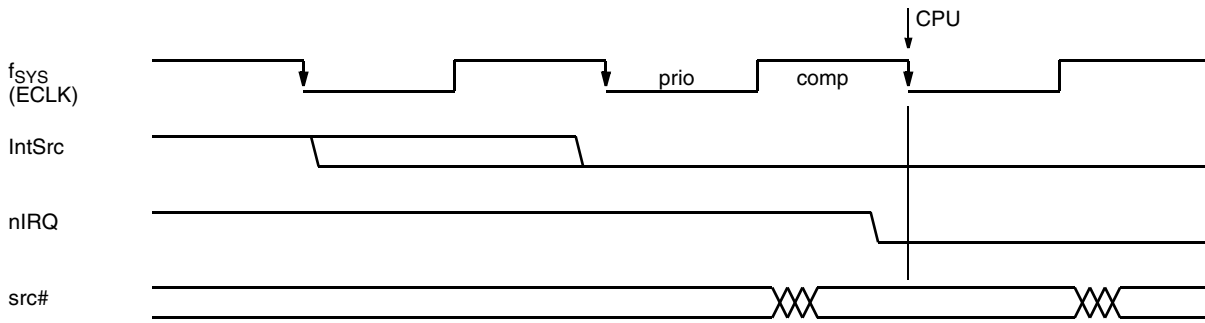 CPU
fSYS
(ECLK)
prio
comp
IntSrc
nIRQ
src#